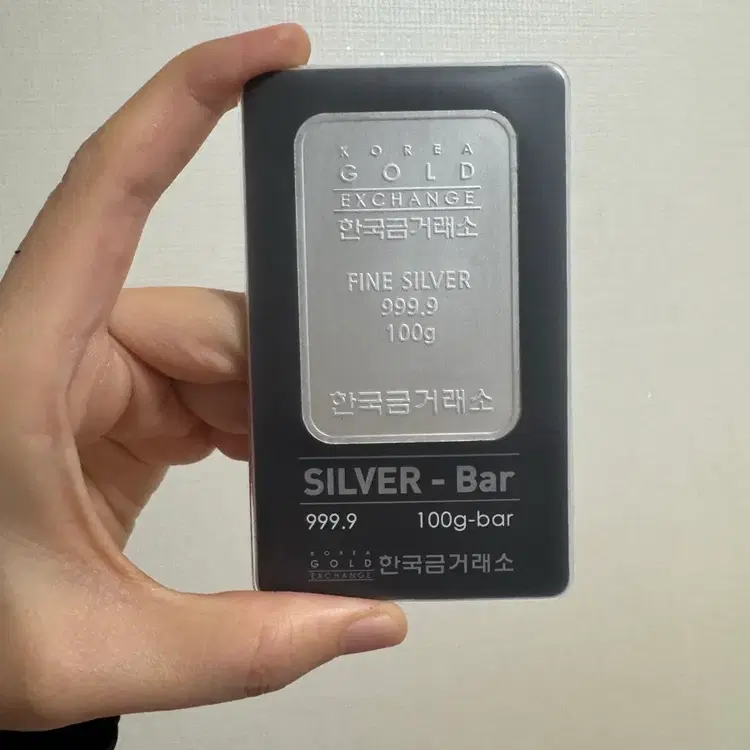 KOREA
GOLD
EXCHANGE
한국금거래소
FINE SILVER
999.9
100g
한국금거래소
SILVER - Bar
999.9 100g-bar
KOREA
GOLD
EXCHANGE
한국금거래소